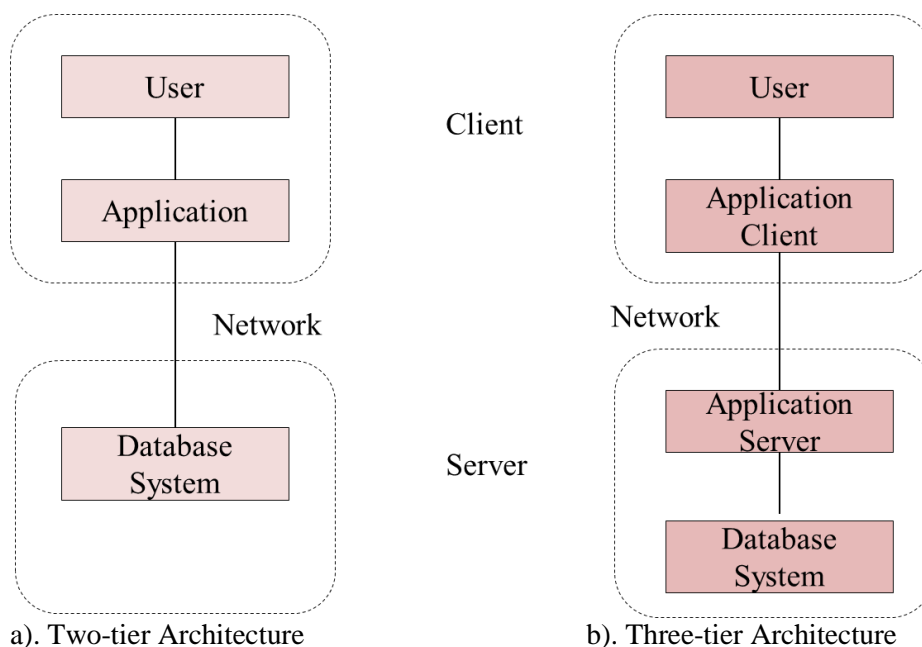 User
Application
Network
Database
System
a). Two-tier Architecture
Client
Server
User
Application
Client
Network
Application
Server
Database
System
b). Three-tier Architecture